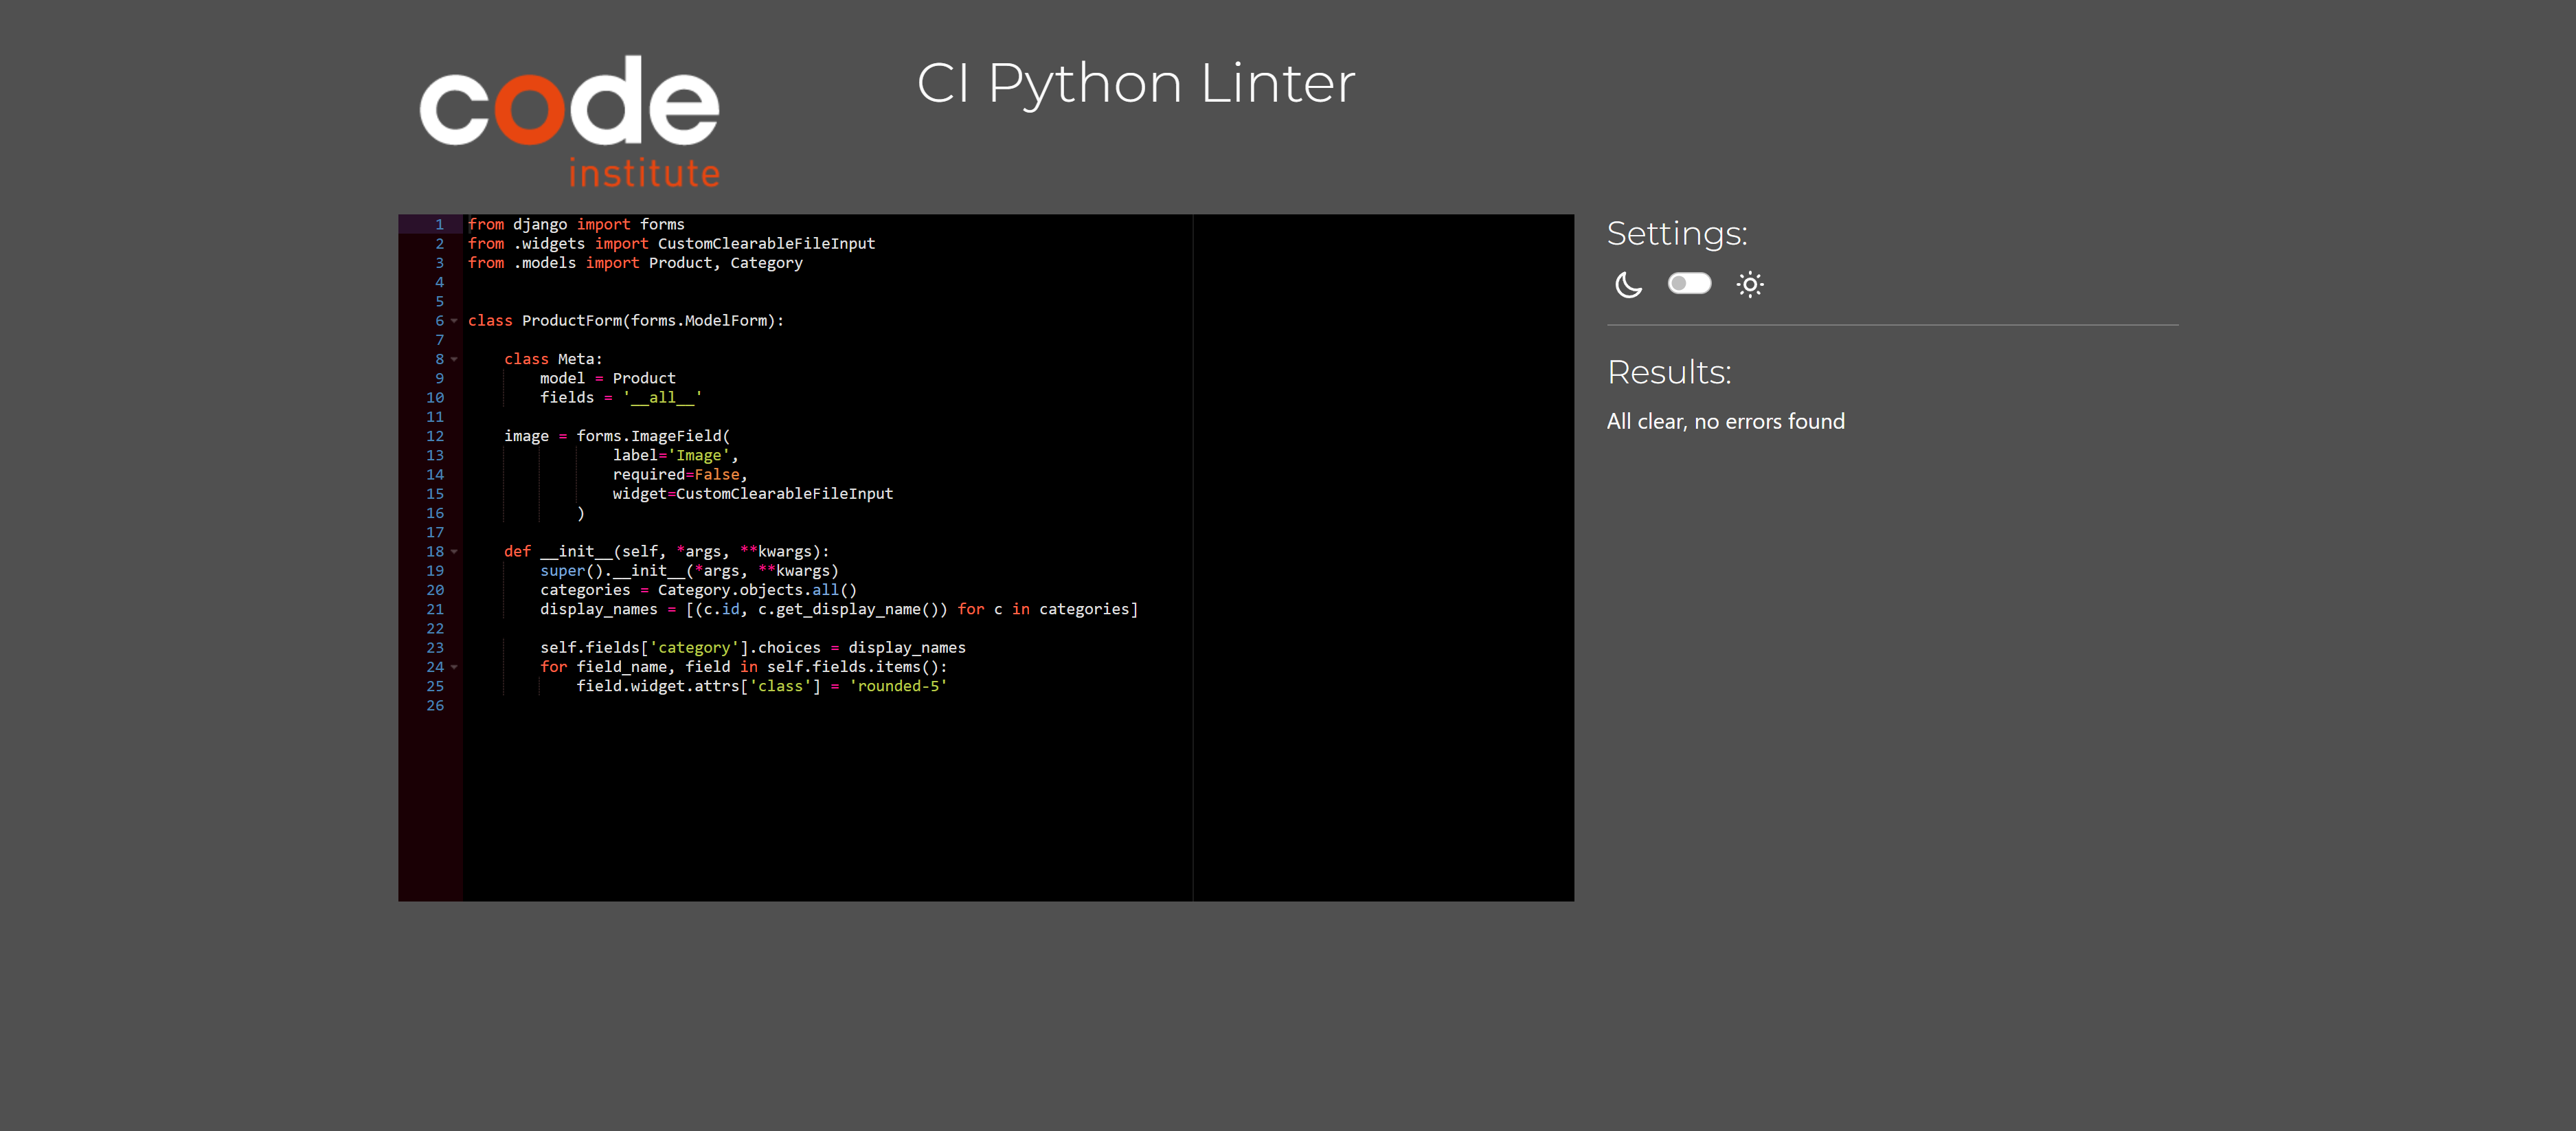 code
institute
CI Python Linter
1 from django import forms
2 from .widgets import CustomClearableFileInput
3 from .models import Product, Category
4
5
6 class ProductForm(forms.ModelForm):
7
8     class Meta:
9         model = Product
10         fields = '__all__'
11
12     image = forms.ImageField(
13                 label='Image',
14                 required=False,
15                 widget=CustomClearableFileInput
16             )
17
18     def __init__(self, *args, **kwargs):
19         super().__init__(*args, **kwargs)
20         categories = Category.objects.all()
21         display_names = [(c.id, c.get_display_name()) for c in categories]
22
23         self.fields['category'].choices = display_names
24         for field_name, field in self.fields.items():
25             field.widget.attrs['class'] = 'rounded-5'
26
Settings:
Results:
All clear, no errors found